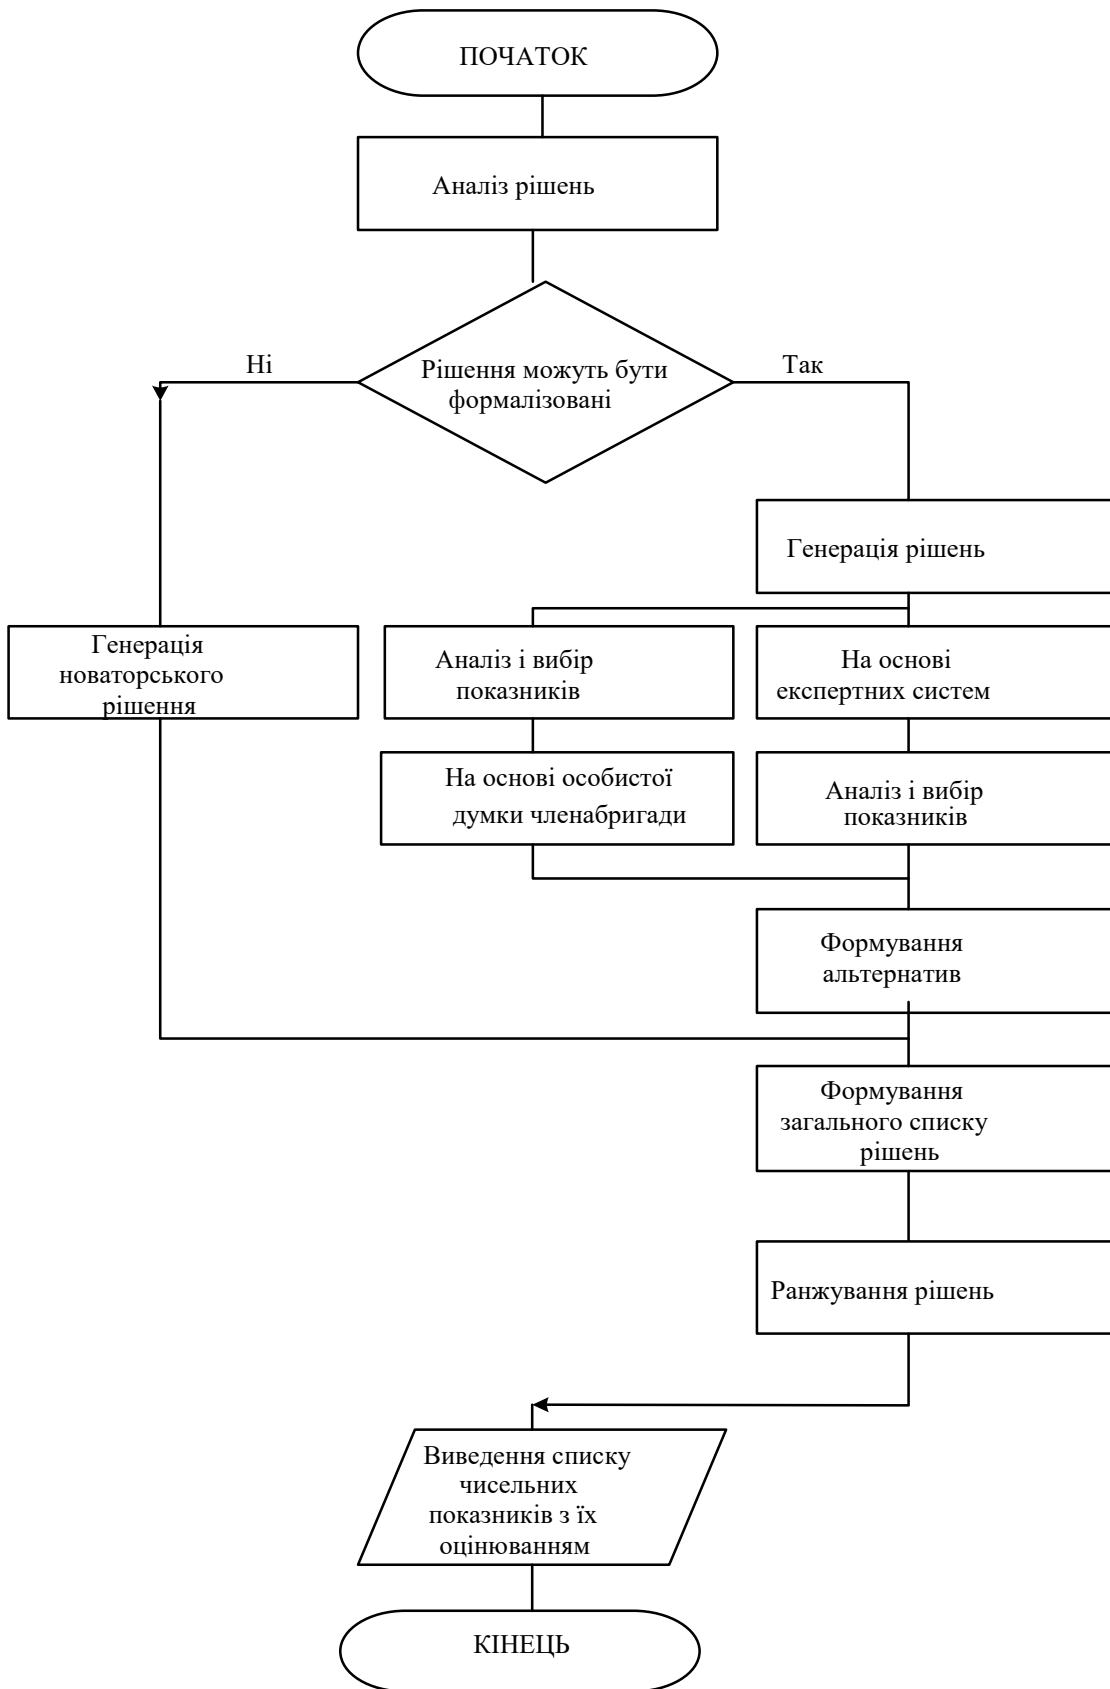 ПОЧАТОК
Аналіз рішень
Ні
Так
Рішення можуть бути
формалізовані
Генерація рішень
Генерація
новаторського
рішення
Аналіз і вибір
показників
На основі
експертних систем
На основі особистої
думки членабригади
Аналіз і вибір
показників
Формування
альтернатив
Формування
загального списку
рішень
Ранжування рішень
Виведення списку
чисельних
показників з їх
оцінюванням
КІНЕЦЬ